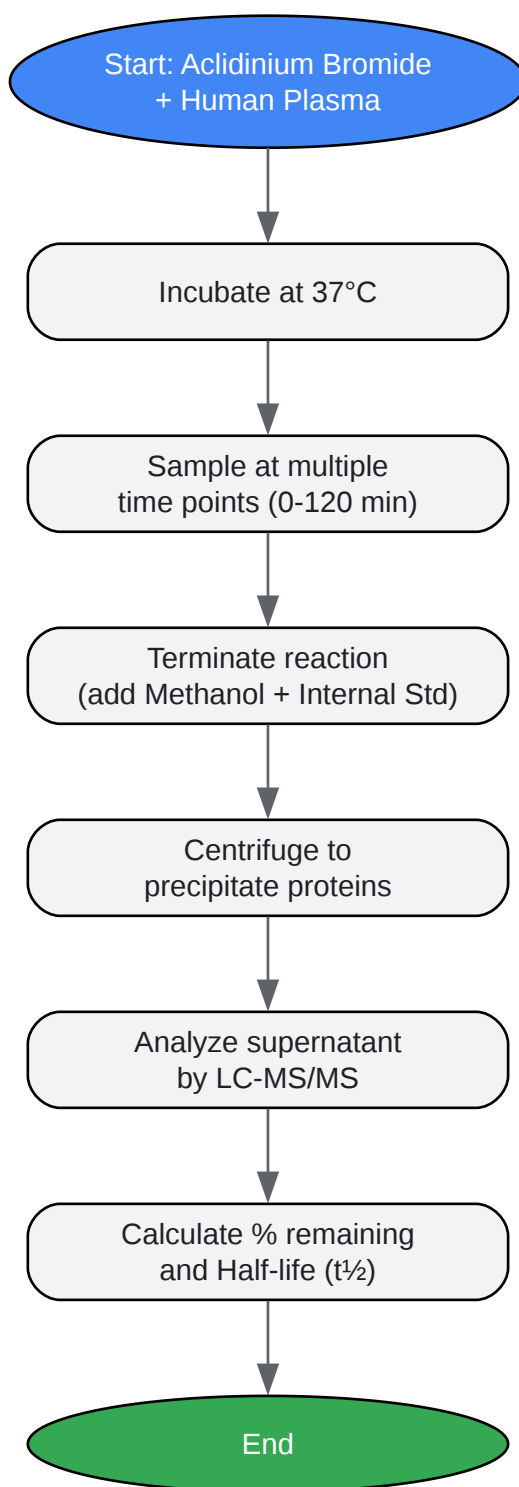 Start: Aclidinium Bromide
+ Human Plasma
Incubate at 37°C
Sample at multiple
time points (0-120 min)
Terminate reaction
(add Methanol + Internal Std)
Centrifuge to
precipitate proteins
Analyze supernatant
by LC-MS/MS
Calculate % remaining
and Half-life (t½)
End